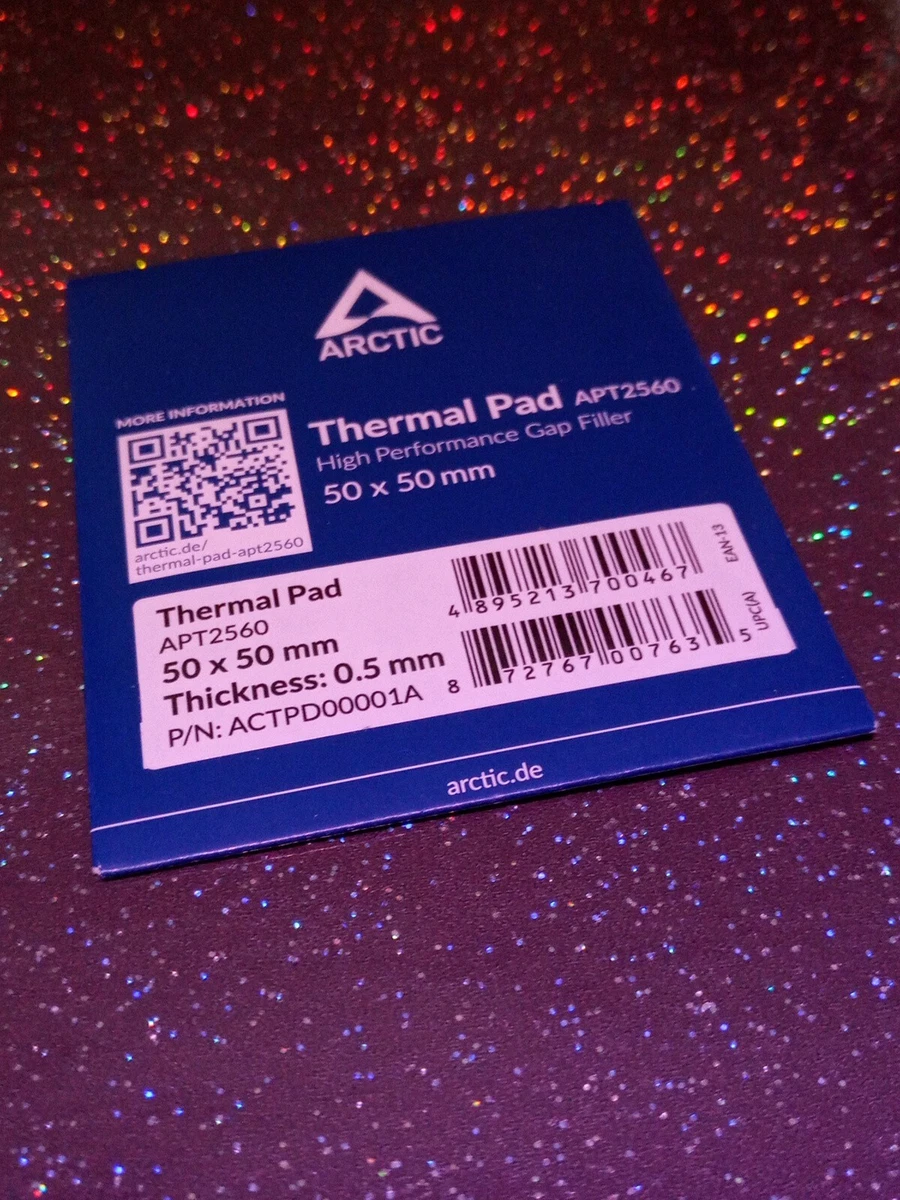 ARCTIC
MORE INFORMATION
arctic.de/
thermal-pad-apt2560
Thermal Pad APT2560
High Performance Gap Filler
50 x 50 mm
Thermal Pad
APT2560
50 x 50 mm
Thickness: 0.5 mm
P/N: ACTPD00001A
4 895213 700467
EAN-13
8 72767 00763 5
UPC(A)
arctic.de